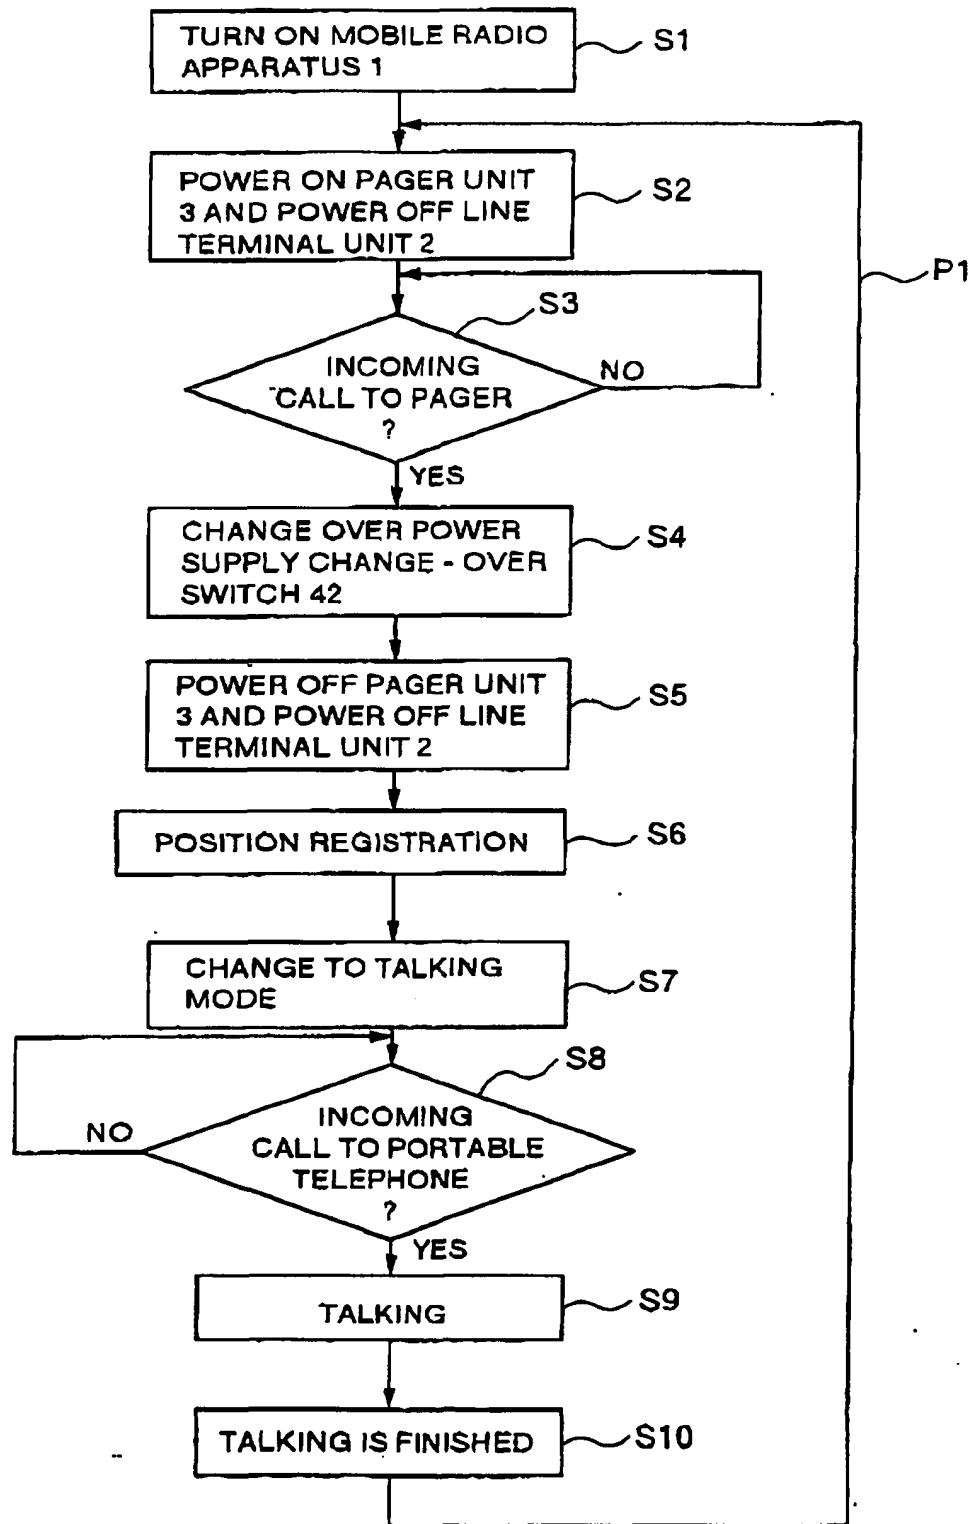 TURN ON MOBILE RADIO
APPARATUS 1
S1
POWER ON PAGER UNIT
3 AND POWER OFF LINE
TERMINAL UNIT 2
S2
P1
S3
INCOMING
CALL TO PAGER
?
NO
YES
CHANGE OVER POWER
SUPPLY CHANGE - OVER
SWITCH 42
S4
POWER OFF PAGER UNIT
3 AND POWER OFF LINE
TERMINAL UNIT 2
S5
POSITION REGISTRATION
S6
CHANGE TO TALKING
MODE
S7
S8
INCOMING
CALL TO PORTABLE
TELEPHONE
?
NO
YES
TALKING
S9
TALKING IS FINISHED
S10